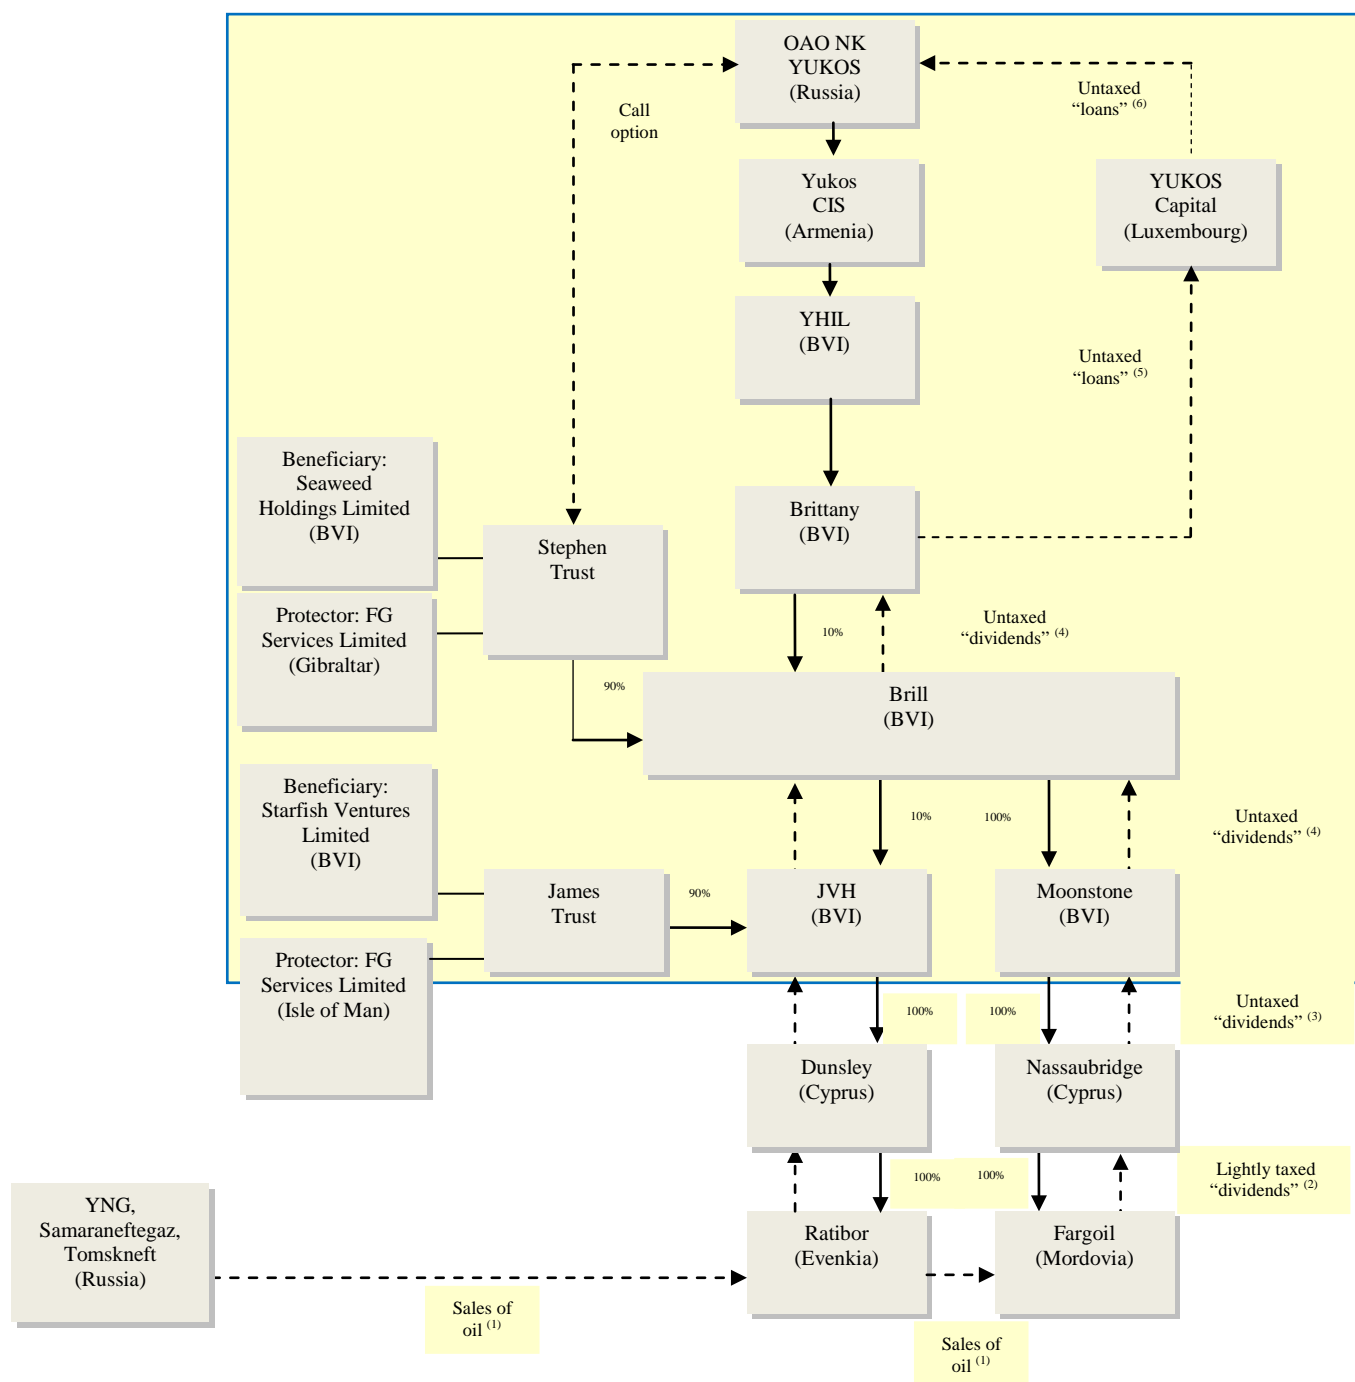 OAO NK
YUKOS
(Russia)
Call
option
Untaxed
“loans” (6)
Yukos
CIS
(Armenia)
YUKOS
Capital
(Luxembourg)
YHIL
(BVI)
Untaxed
“loans” (5)
Beneficiary:
Seaweed
Holdings Limited
(BVI)
Brittany
(BVI)
Stephen
Trust
Protector: FG
Services Limited
(Gibraltar)
10%
Untaxed
“dividends” (4)
90%
Brill
(BVI)
Beneficiary:
Starfish Ventures
Limited
(BVI)
10%
100%
Untaxed
“dividends” (4)
James
Trust
90%
JVH
(BVI)
Moonstone
(BVI)
Protector: FG
Services Limited
(Isle of Man)
100%
100%
Untaxed
“dividends” (3)
Dunsley
(Cyprus)
Nassaubridge
(Cyprus)
100%
100%
Lightly taxed
“dividends” (2)
YNG,
Samaraneftegaz,
Tomskneft
(Russia)
Ratibor
(Evenkia)
Fargoil
(Mordovia)
Sales of
oil (1)
Sales of
oil (1)